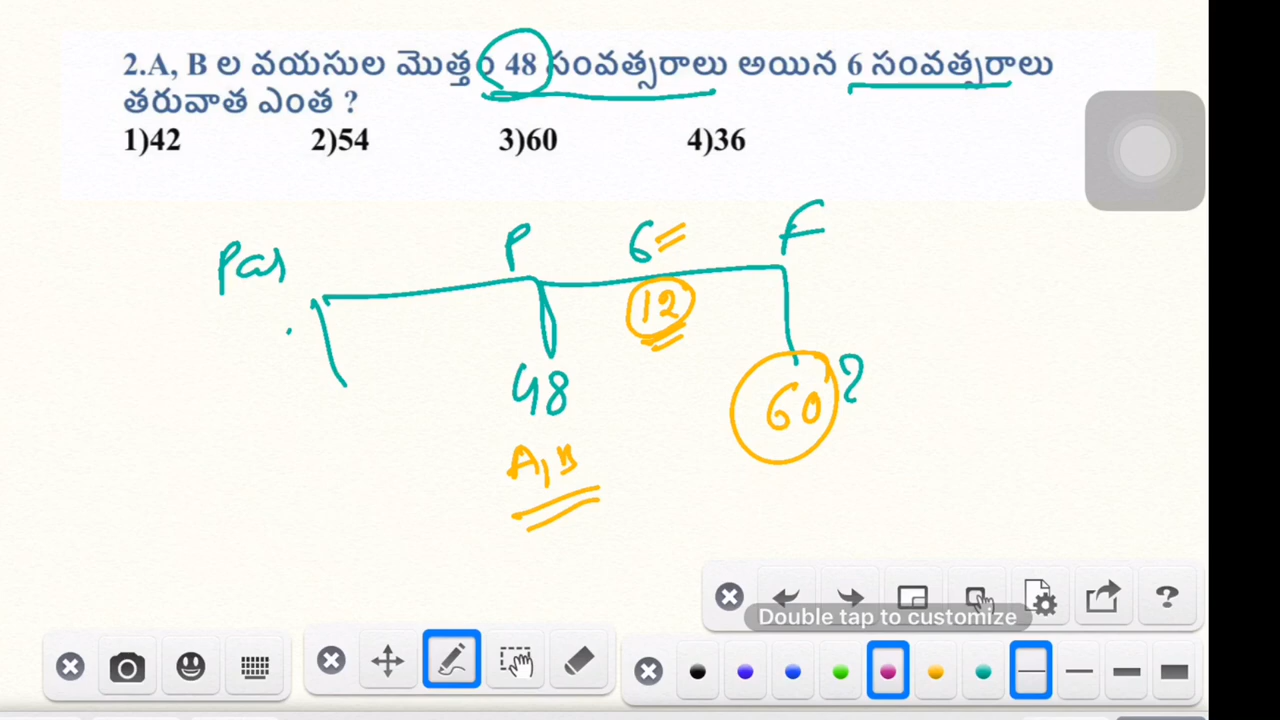 2.A, B ల వయసుల మొత్తం 48 సంవత్సరాలు అయిన 6 సంవత్సరాలు
తరువాత ఎంత ?
1)42 2)54 3)60 4)36
Pas P 6 F
12
48 60 ?
A, B
Double tap to customize